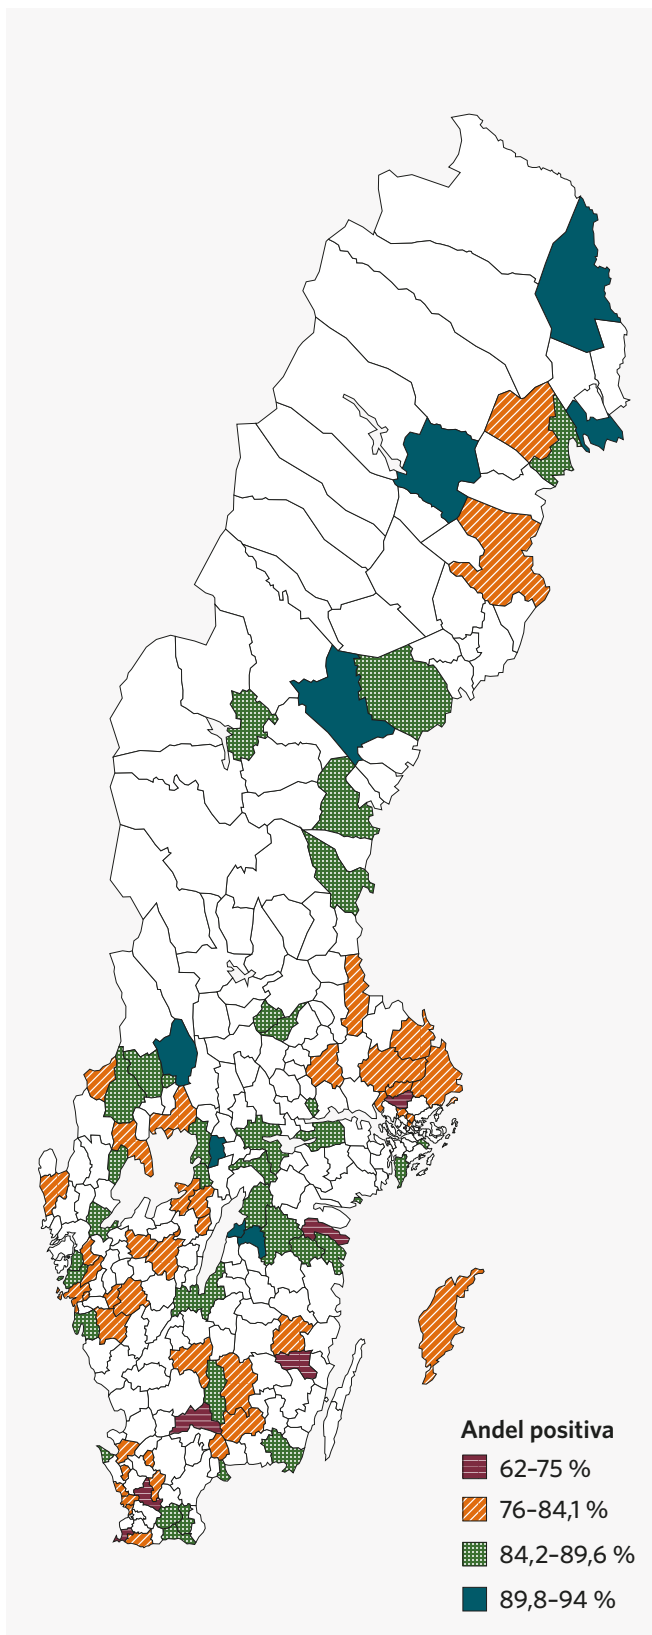 Andel positiva
62–75 %
76–84,1 %
84,2–89,6 %
89,8–94 %